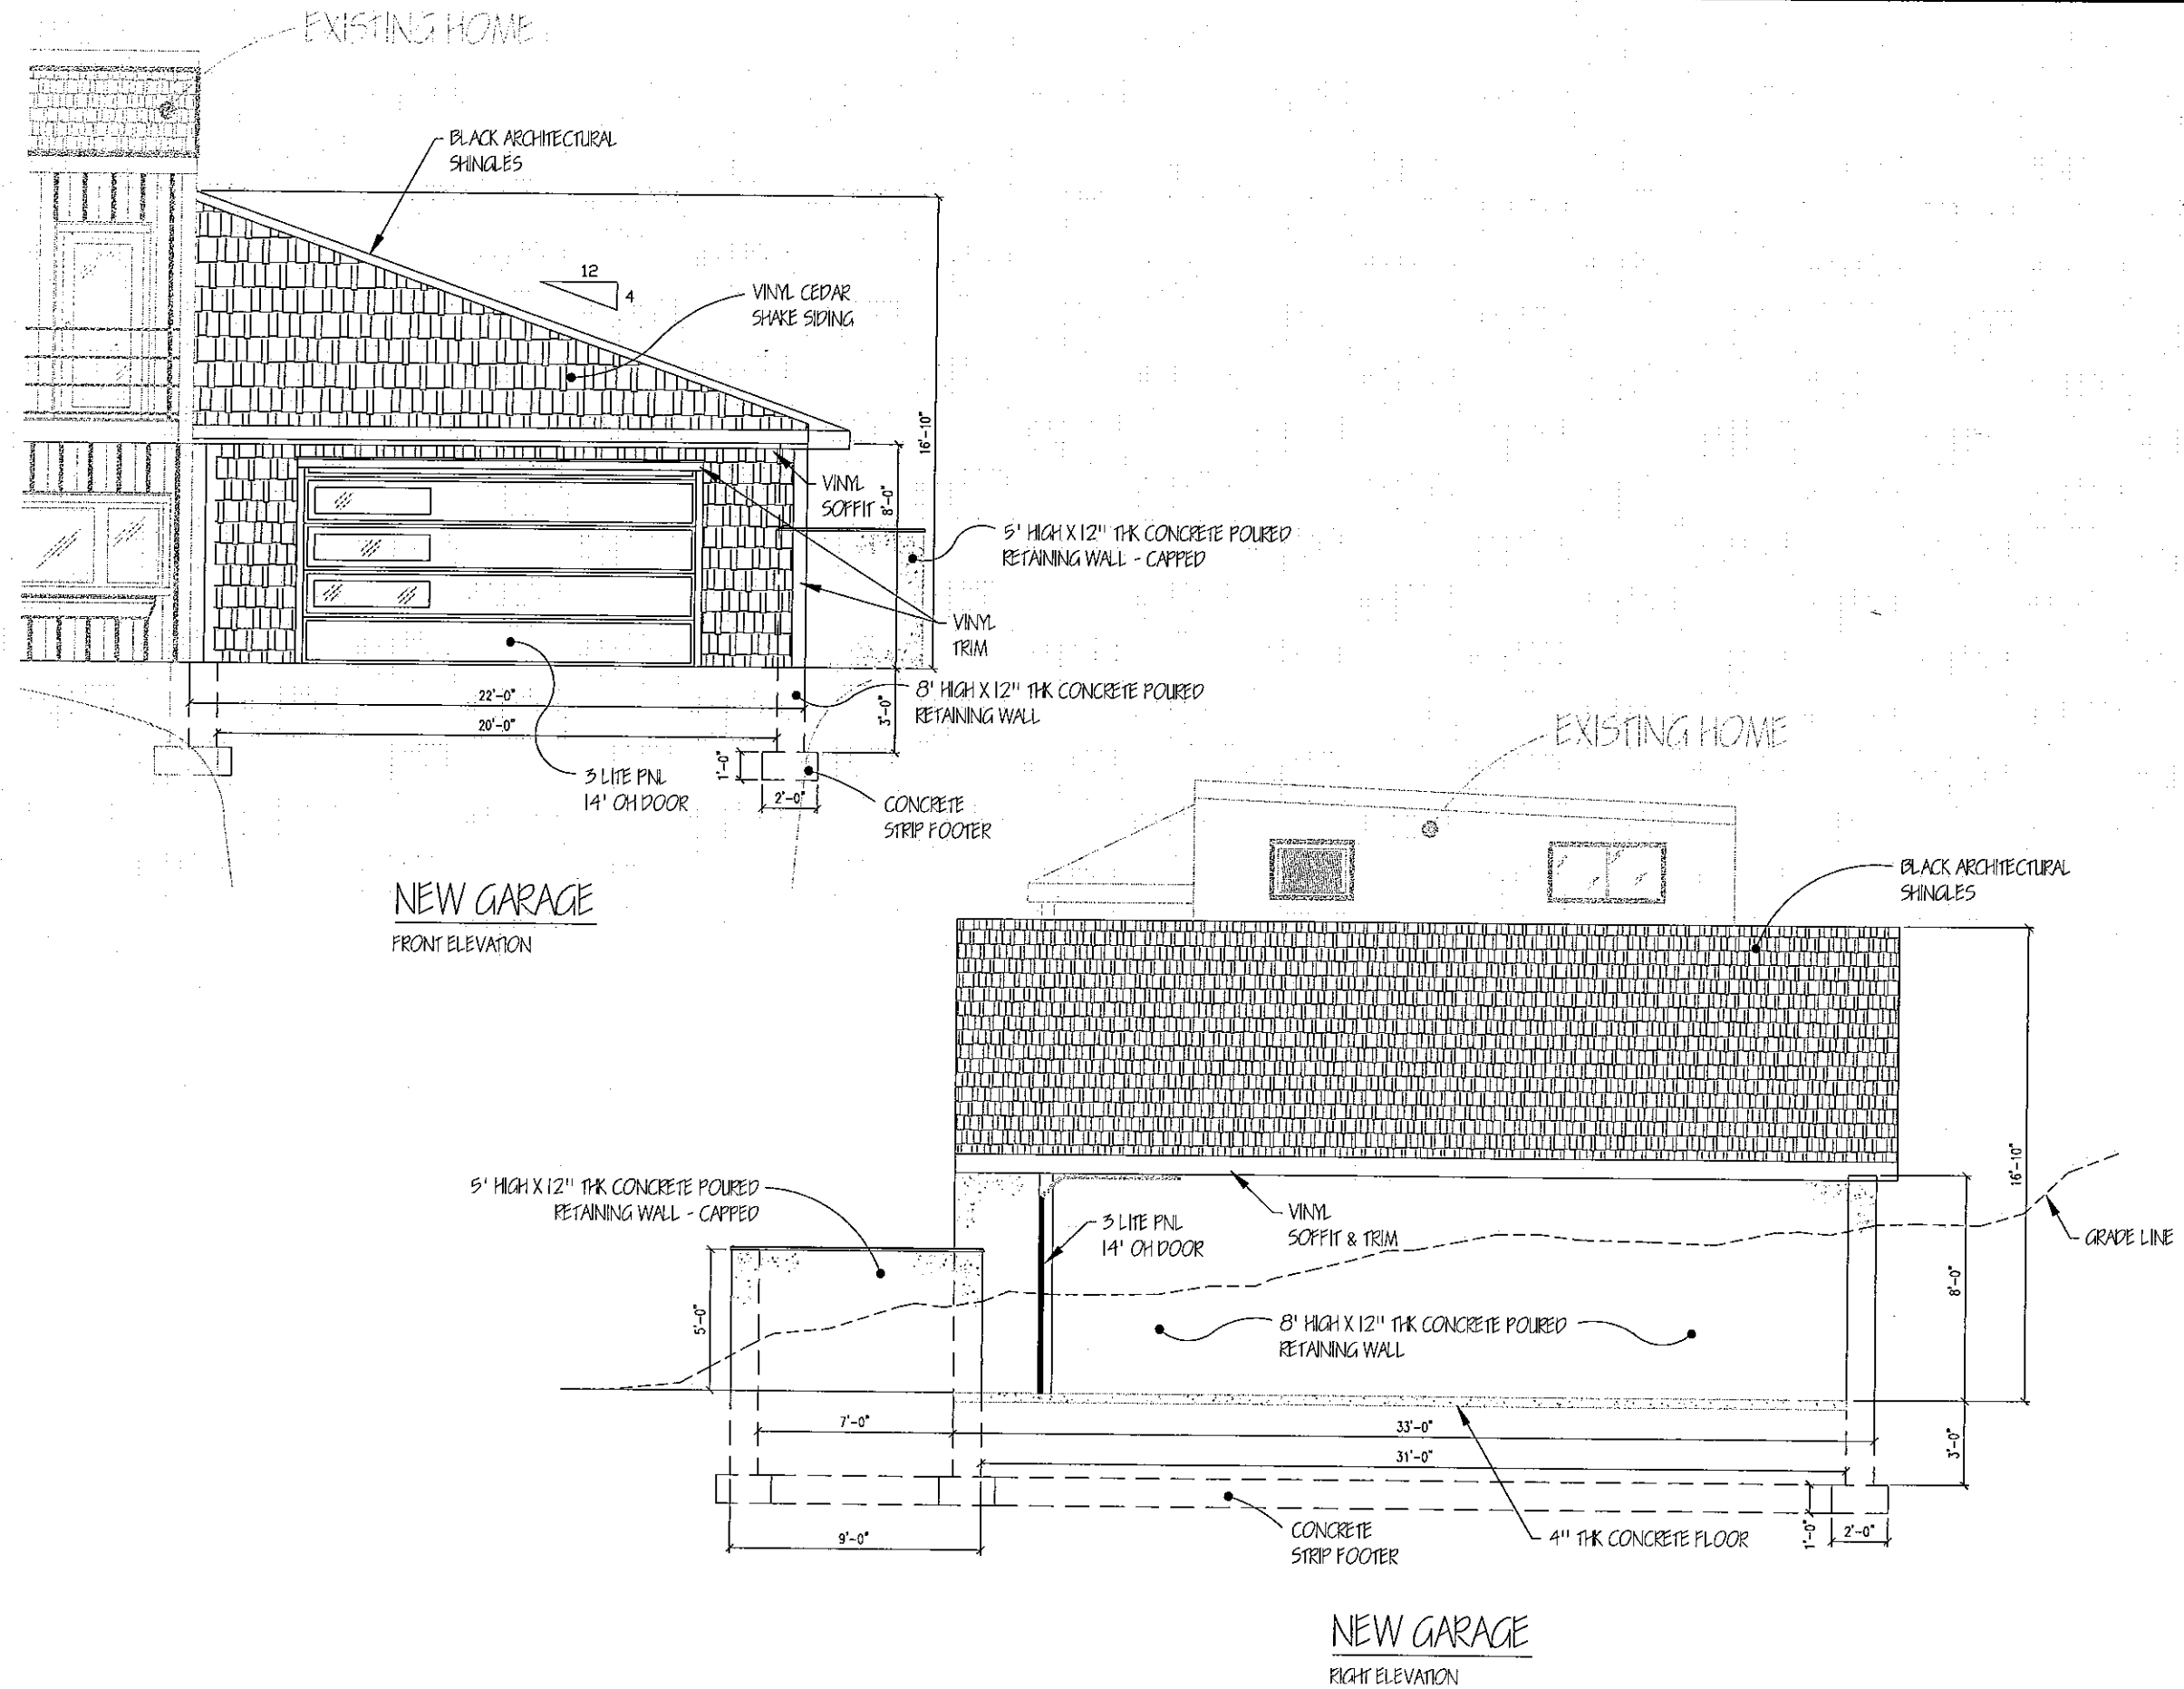 EXISTING HOME
BLACK ARCHITECTURAL
SHINGLES
12
4
VINYL CEDAR
SHAKE SIDING
16'-10"
VINYL
SOFFIT
8'-0"
5' HIGH X 12" THK CONCRETE POURED
RETAINING WALL - CAPPED
VINYL
TRIM
22'-0"
20'-0"
8' HIGH X 12" THK CONCRETE POURED
RETAINING WALL
3'-0"
1'-0"
2'-0"
3 LITE PNL
14' OH DOOR
CONCRETE
STRIP FOOTER
NEW GARAGE
FRONT ELEVATION
EXISTING HOME
BLACK ARCHITECTURAL
SHINGLES
16'-10"
5' HIGH X 12" THK CONCRETE POURED
RETAINING WALL - CAPPED
3 LITE PNL
14' OH DOOR
VINYL
SOFFIT & TRIM
GRADE LINE
8'-0"
5'-0"
8' HIGH X 12" THK CONCRETE POURED
RETAINING WALL
7'-0"
33'-0"
31'-0"
3'-0"
9'-0"
CONCRETE
STRIP FOOTER
4" THK CONCRETE FLOOR
1'-0"
2'-0"
NEW GARAGE
RIGHT ELEVATION